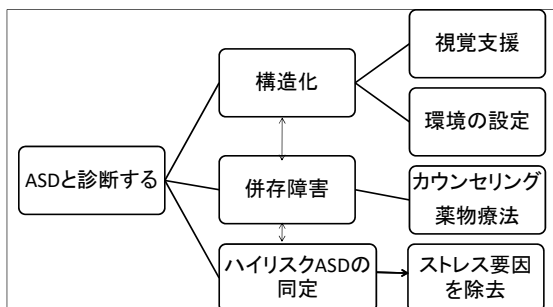 ASDと診断する
構造化
視覚支援
環境の設定
併存障害
カウンセリング
薬物療法
ハイリスクASDの
同定
ストレス要因
を除去